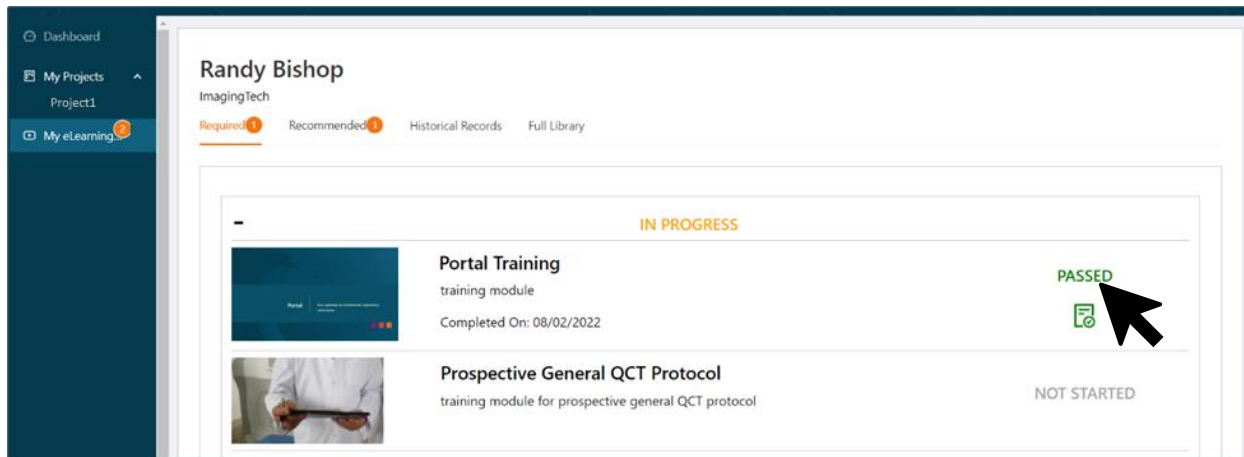 Dashboard
My Projects
Project1
My eLearning...
2
Randy Bishop
ImagingTech
Required 1 Recommended 1 Historical Records Full Library
IN PROGRESS
Portal
Portal Training
training module
Completed On: 08/02/2022
PASSED
Prospective General QCT Protocol
training module for prospective general QCT protocol
NOT STARTED